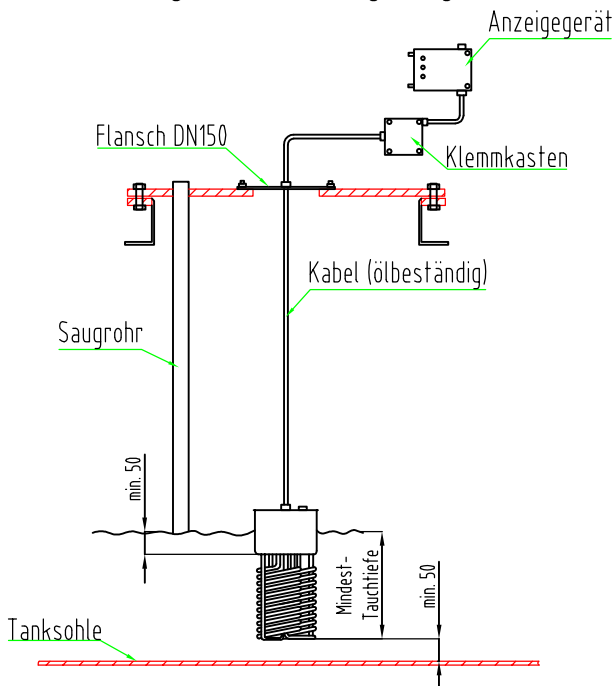 Anzeigegerät
Flansch DN150
Klemmkasten
Kabel (ölbeständig)
Saugrohr
min. 50
Mindest-
Tauchtiefe
min. 50
Tanksohle